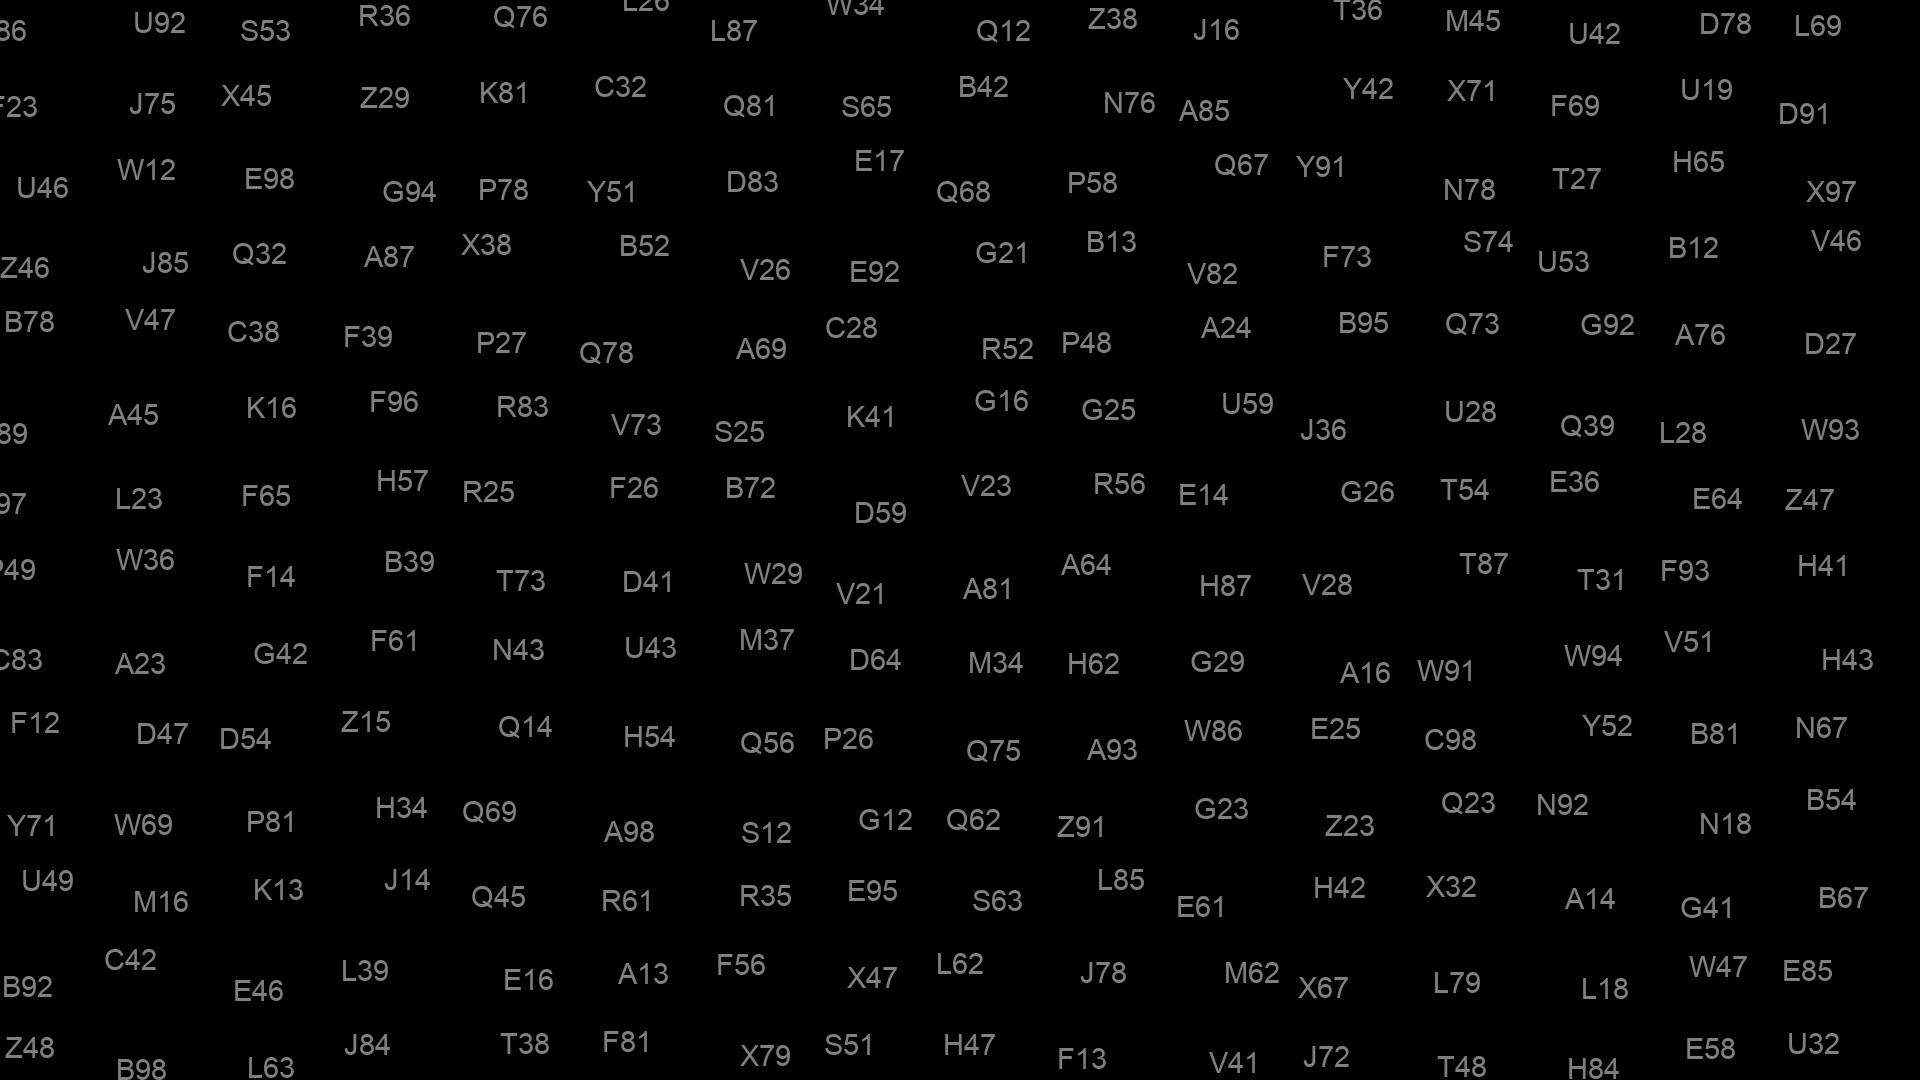 86 U92 S53 R36 Q76 L26 L87 W34 Q12 Z38 J16 T36 M45 U42 D78 L69
F23 J75 X45 Z29 K81 C32 Q81 S65 B42 N76 A85 Y42 X71 F69 U19 D91
U46 W12 E98 G94 P78 Y51 D83 E17 Q68 P58 Q67 Y91 N78 T27 H65 X97
Z46 J85 Q32 A87 X38 B52 V26 E92 G21 B13 V82 F73 S74 U53 B12 V46
B78 V47 C38 F39 P27 Q78 A69 C28 R52 P48 A24 B95 Q73 G92 A76 D27
89 A45 K16 F96 R83 V73 S25 K41 G16 G25 U59 J36 U28 Q39 L28 W93
97 L23 F65 H57 R25 F26 B72 D59 V23 R56 E14 G26 T54 E36 E64 Z47
49 W36 F14 B39 T73 D41 W29 V21 A81 A64 H87 V28 T87 T31 F93 H41
C83 A23 G42 F61 N43 U43 M37 D64 M34 H62 G29 A16 W91 W94 V51 H43
F12 D47 D54 Z15 Q14 H54 Q56 P26 Q75 A93 W86 E25 C98 Y52 B81 N67
Y71 W69 P81 H34 Q69 A98 S12 G12 Q62 Z91 G23 Z23 Q23 N92 N18 B54
U49 M16 K13 J14 Q45 R61 R35 E95 S63 L85 E61 H42 X32 A14 G41 B67
B92 C42 E46 L39 E16 A13 F56 X47 L62 J78 M62 X67 L79 L18 W47 E85
Z48 B98 L63 J84 T38 F81 X79 S51 H47 F13 V41 J72 T48 H84 E58 U32